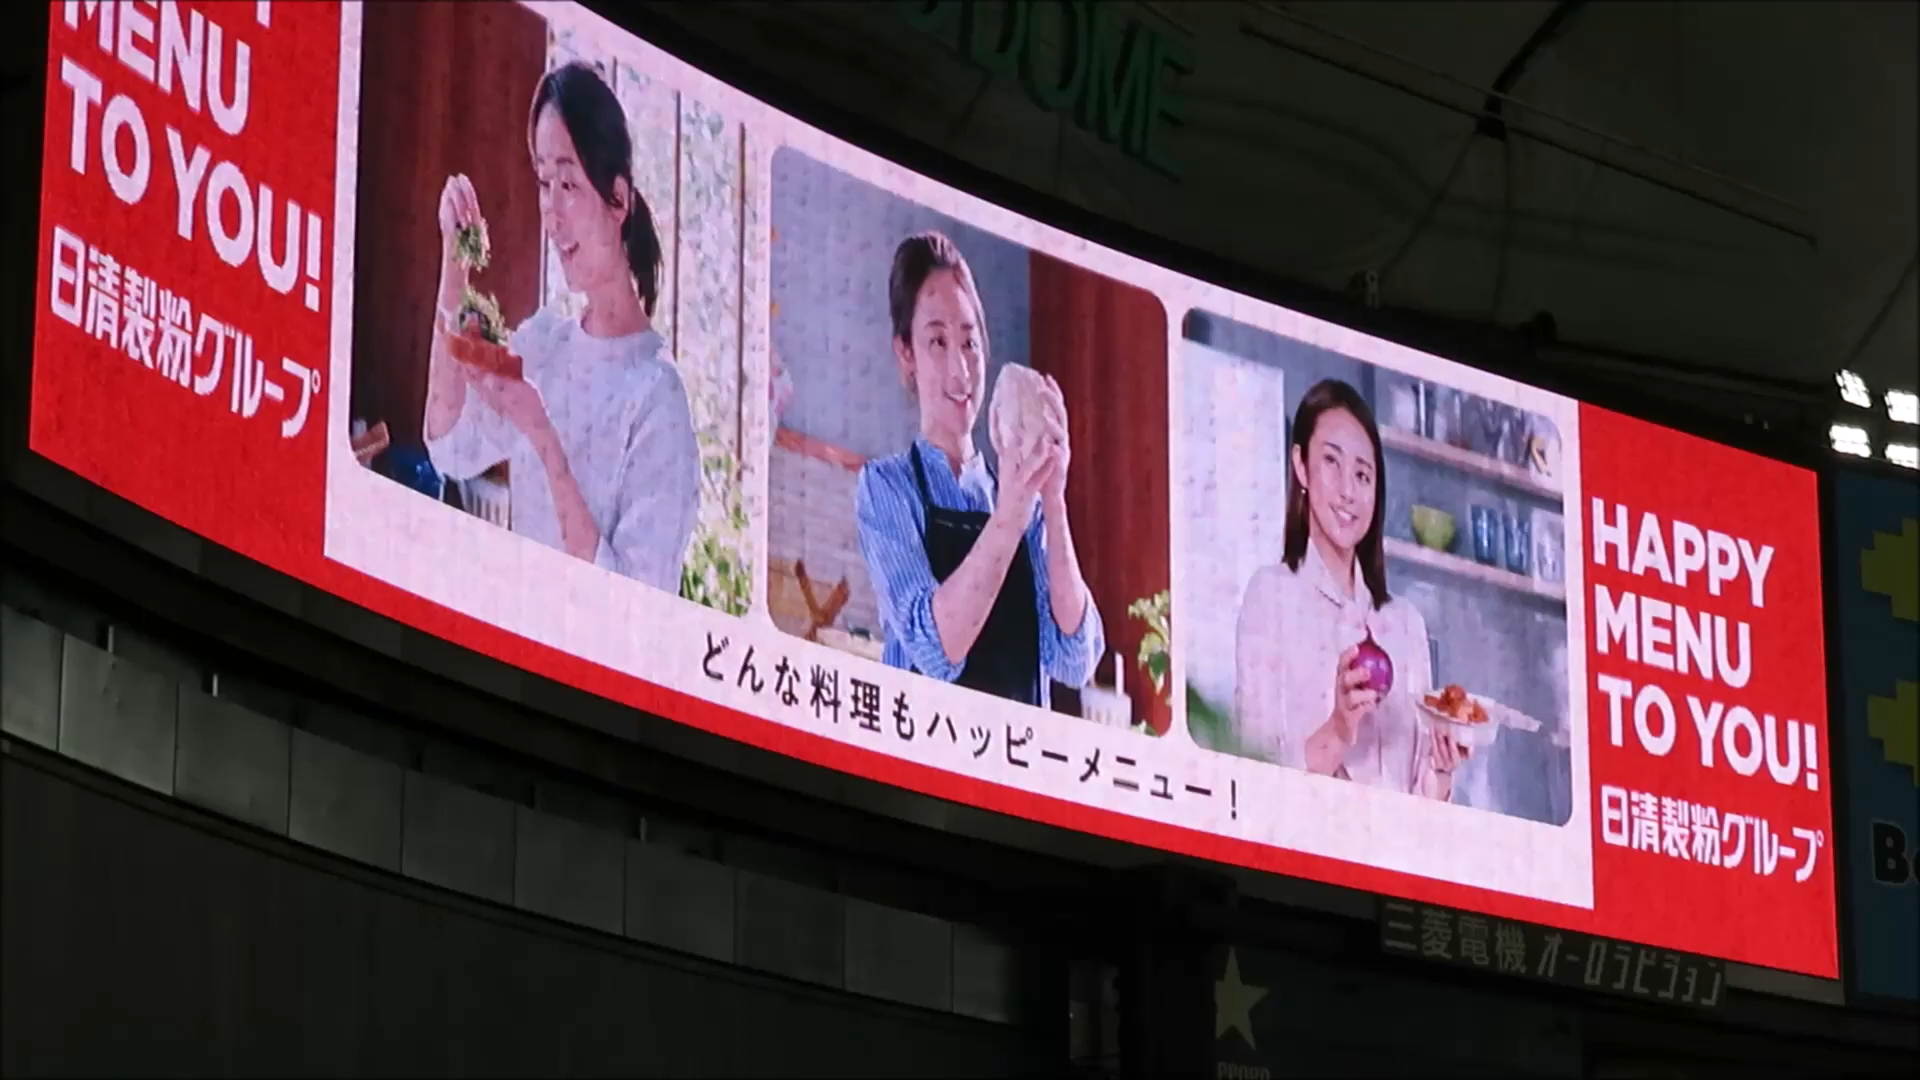 MENU
TO YOU!
日清製粉グループ
DOME
どんな料理もハッピーメニュー！
HAPPY
MENU
TO YOU!
日清製粉グループ
三菱電機 オーロラビジョン